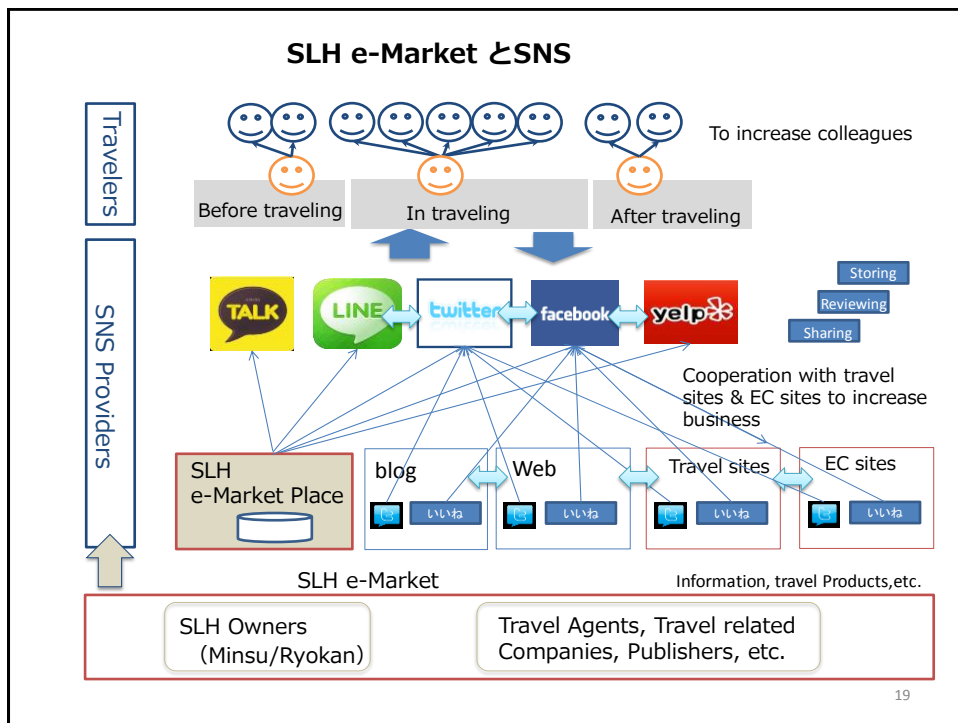 SLH e-Market とSNS
Travelers
To increase colleagues
Before traveling
In traveling
After traveling
SNS Providers
TALK
LINE
twitter
facebook
yelp
Storing
Reviewing
Sharing
Cooperation with travel
sites & EC sites to increase
business
SLH
e-Market Place
blog
いいね
Web
いいね
Travel sites
いいね
EC sites
いいね
SLH e-Market
Information, travel Products,etc.
SLH Owners
（Minsu/Ryokan）
Travel Agents, Travel related
Companies, Publishers, etc.
19